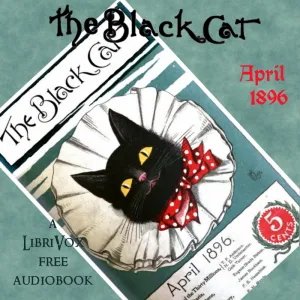 The Black Cat
April
1896
The Black Cat
5
CENTS
April 1896.
A
LIBRIVOX
FREE
AUDIOBOOK